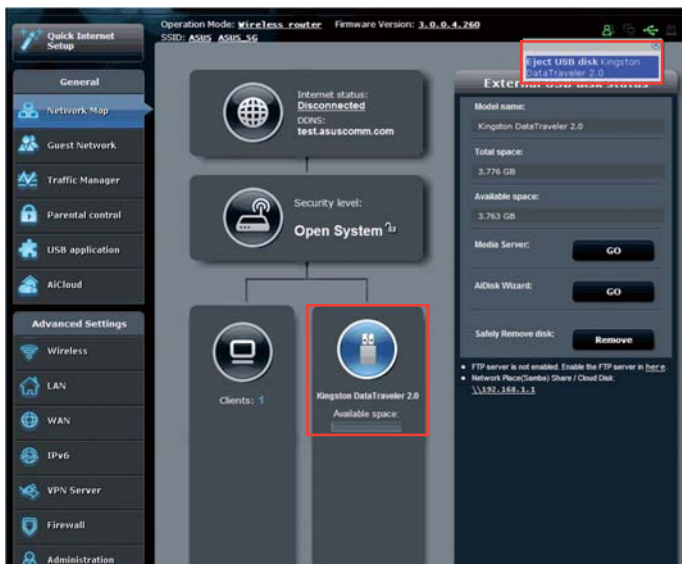 Quick Internet
Setup
Operation Mode: Wireless router Firmware Version: 3.0.0.4.260
SSID: ASUS ASUS_5G
General
Network Map
Guest Network
Traffic Manager
Parental control
USB application
AiCloud
Advanced Settings
Wireless
LAN
WAN
IPv6
VPN Server
Firewall
Administration
Internet status:
Disconnected
DDNS:
test.asuscomm.com
Security level:
Open System
Clients: 1
Kingston DataTraveler 2.0
Available space:
Eject USB disk Kingston
DataTraveler 2.0
External USB disk status
Model name:
Kingston DataTraveler 2.0
Total space:
3.776 GB
Available space:
3.763 GB
Media Server: GO
AiDisk Wizard: GO
Safely Remove disk: Remove
• FTP server is not enabled. Enable the FTP server in here
• Network Place(Samba) Share / Cloud Disk:
\\192.168.1.1